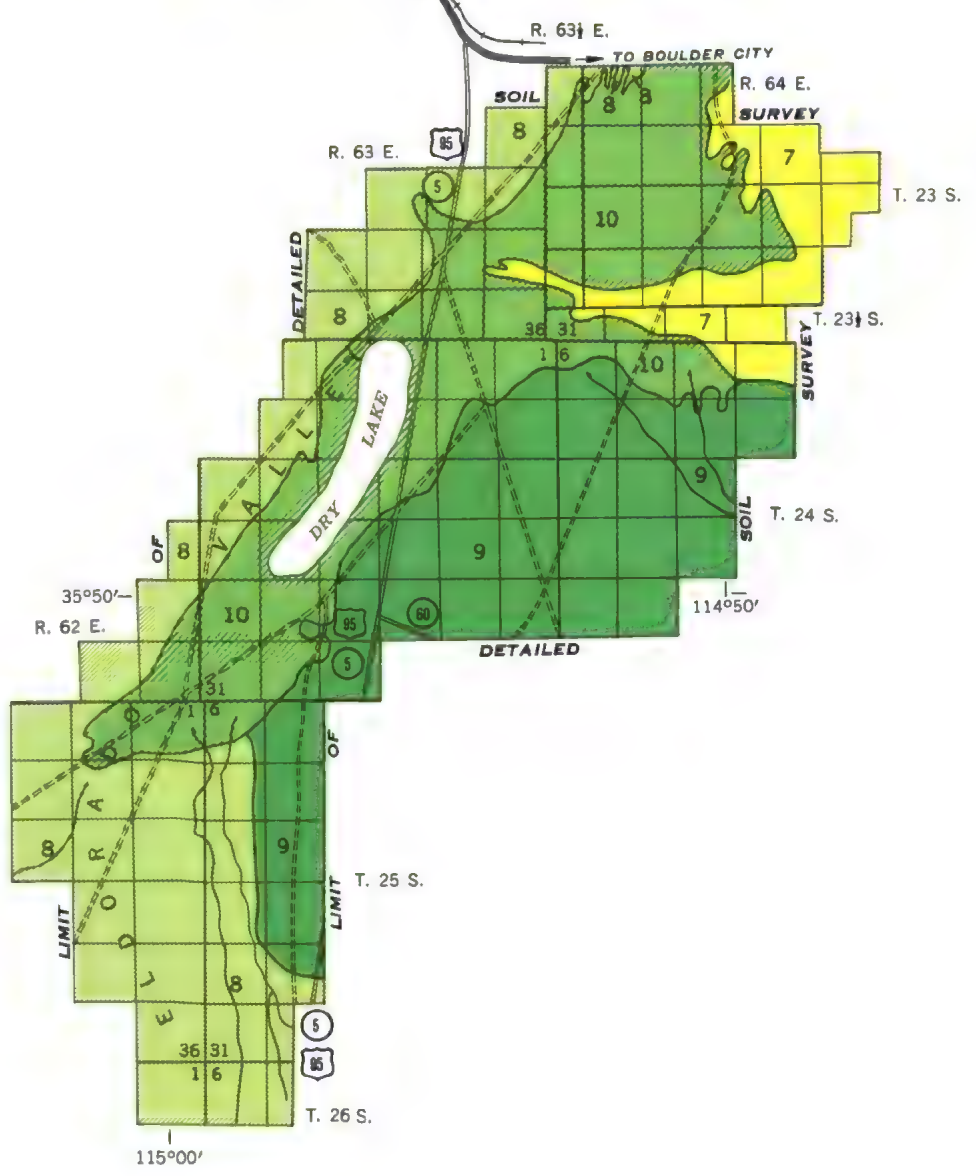 R. 63½ E.
TO BOULDER CITY
R. 64 E.
SOIL
SURVEY
8
8
8
95
7
R. 63 E.
5
T. 23 S.
10
DETAILED
8
7
T. 23½ S.
36 31
1 6
10
SURVEY
LAKE
DRY
9
SOIL
T. 24 S.
OF
8
9
35°50'
114°50'
R. 62 E.
10
95
60
5
DETAILED
31
1 6
ELDORADO VALLE
OF
8
9
LIMIT
T. 25 S.
LIMIT
8
5
36 31
95
1 6
T. 26 S.
115°00'